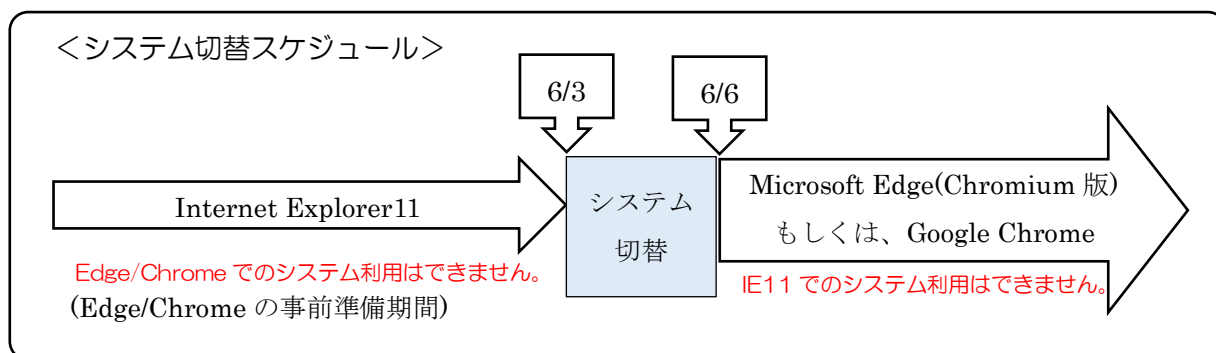 ＜システム切替スケジュール＞
6/3
6/6
Internet Explorer11
システム
切替
Microsoft Edge(Chromium 版)
もしくは、Google Chrome
Edge/Chrome でのシステム利用はできません。
(Edge/Chrome の事前準備期間)
IE11 でのシステム利用はできません。